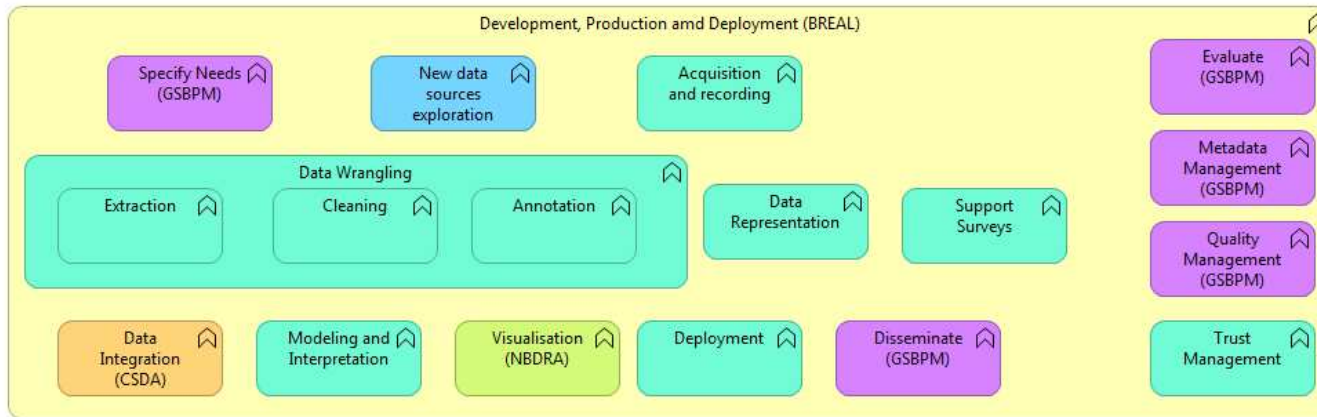 Development, Production amd Deployment (BREAL)
Specify Needs
(GSBPM)
New data
sources
exploration
Acquisition
and recording
Evaluate
(GSBPM)
Metadata
Management
(GSBPM)
Data Wrangling
Extraction
Cleaning
Annotation
Data
Representation
Support
Surveys
Quality
Management
(GSBPM)
Data
Integration
(CSDA)
Modeling and
Interpretation
Visualisation
(NBDRA)
Deployment
Disseminate
(GSBPM)
Trust
Management